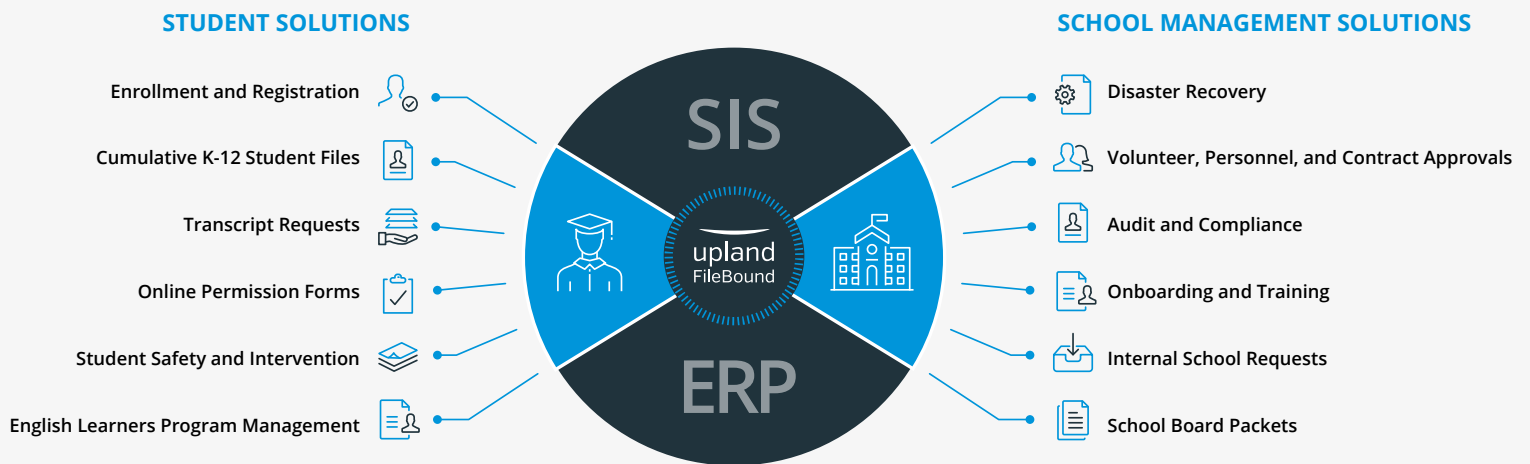 STUDENT SOLUTIONS
Enrollment and Registration
Cumulative K-12 Student Files
Transcript Requests
Online Permission Forms
Student Safety and Intervention
English Learners Program Management
SIS
upland
FileBound
ERP
SCHOOL MANAGEMENT SOLUTIONS
Disaster Recovery
Volunteer, Personnel, and Contract Approvals
Audit and Compliance
Onboarding and Training
Internal School Requests
School Board Packets